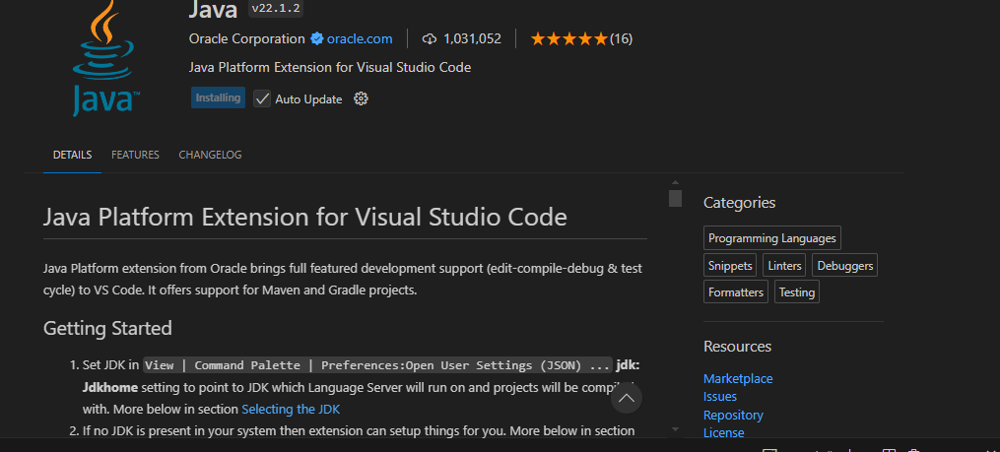 Java v22.1.2
Oracle Corporation oracle.com 1,031,052 (16)
Java Platform Extension for Visual Studio Code
Installing Auto Update
Java™
DETAILS FEATURES CHANGELOG
Java Platform Extension for Visual Studio Code
Java Platform extension from Oracle brings full featured development support (edit-compile-debug & test
cycle) to VS Code. It offers support for Maven and Gradle projects.
Getting Started
1. Set JDK in View | Command Palette | Preferences:Open User Settings (JSON) ... jdk:
Jdkhome setting to point to JDK which Language Server will run on and projects will be
with. More below in section Selecting the JDK
2. If no JDK is present in your system then extension can setup things for you. More below in section
Categories
Programming Languages
Snippets Linters Debuggers
Formatters Testing
Resources
Marketplace
Issues
Repository
License